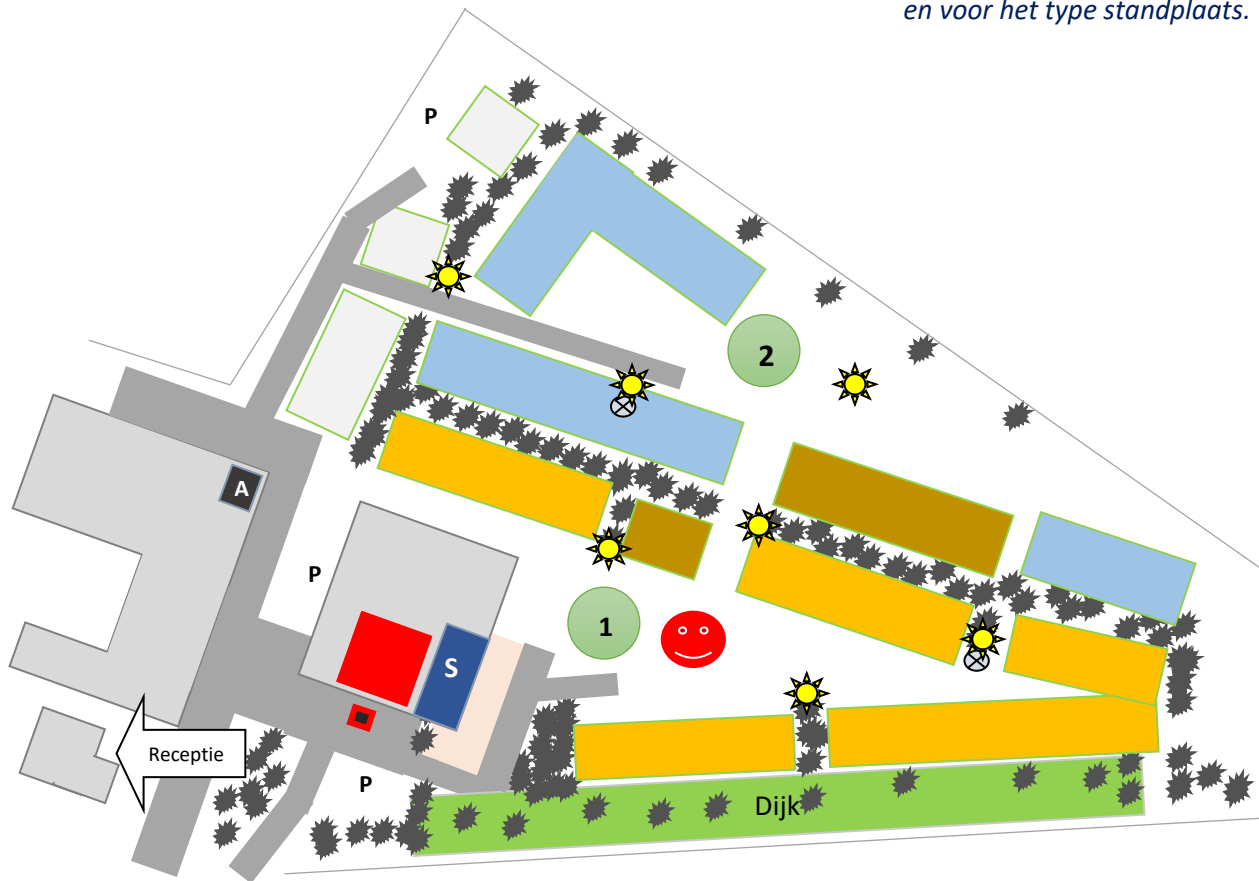 en voor het type standplaats.
P
2
A
P
1
S
M
Receptie
P
Dijk